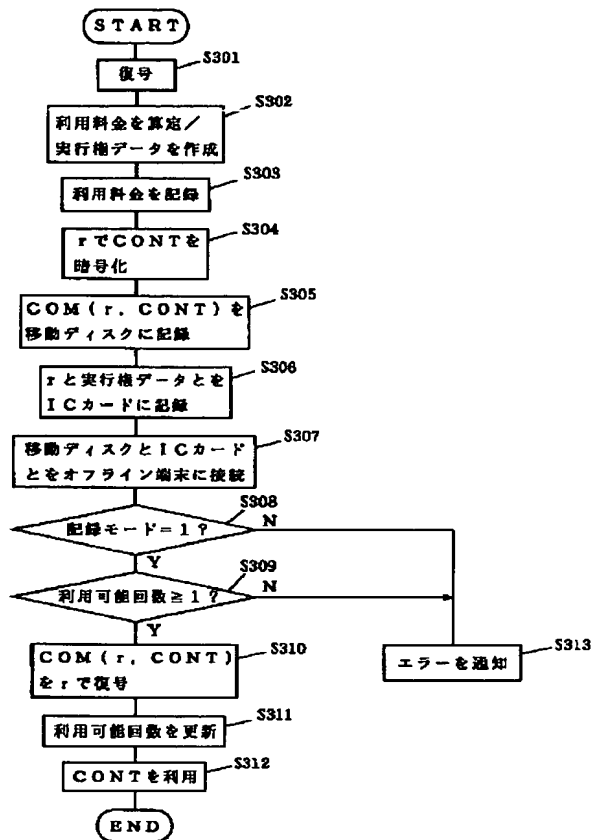 START
S301
復号
S302
利用料金を算定/
実行権データを作成
S303
利用料金を記録
S304
rでCONTを
暗号化
S305
COM(r, CONT)を
移動ディスクに記録
S306
rと実行権データとを
ICカードに記録
S307
移動ディスクとICカード
とをオフライン端末に接続
S308
記録モード=1?
N
Y
S309
利用可能回数≧1?
N
Y
S310
COM(r, CONT)
をrで復号
S313
エラーを通知
S311
利用可能回数を更新
S312
CONTを利用
END